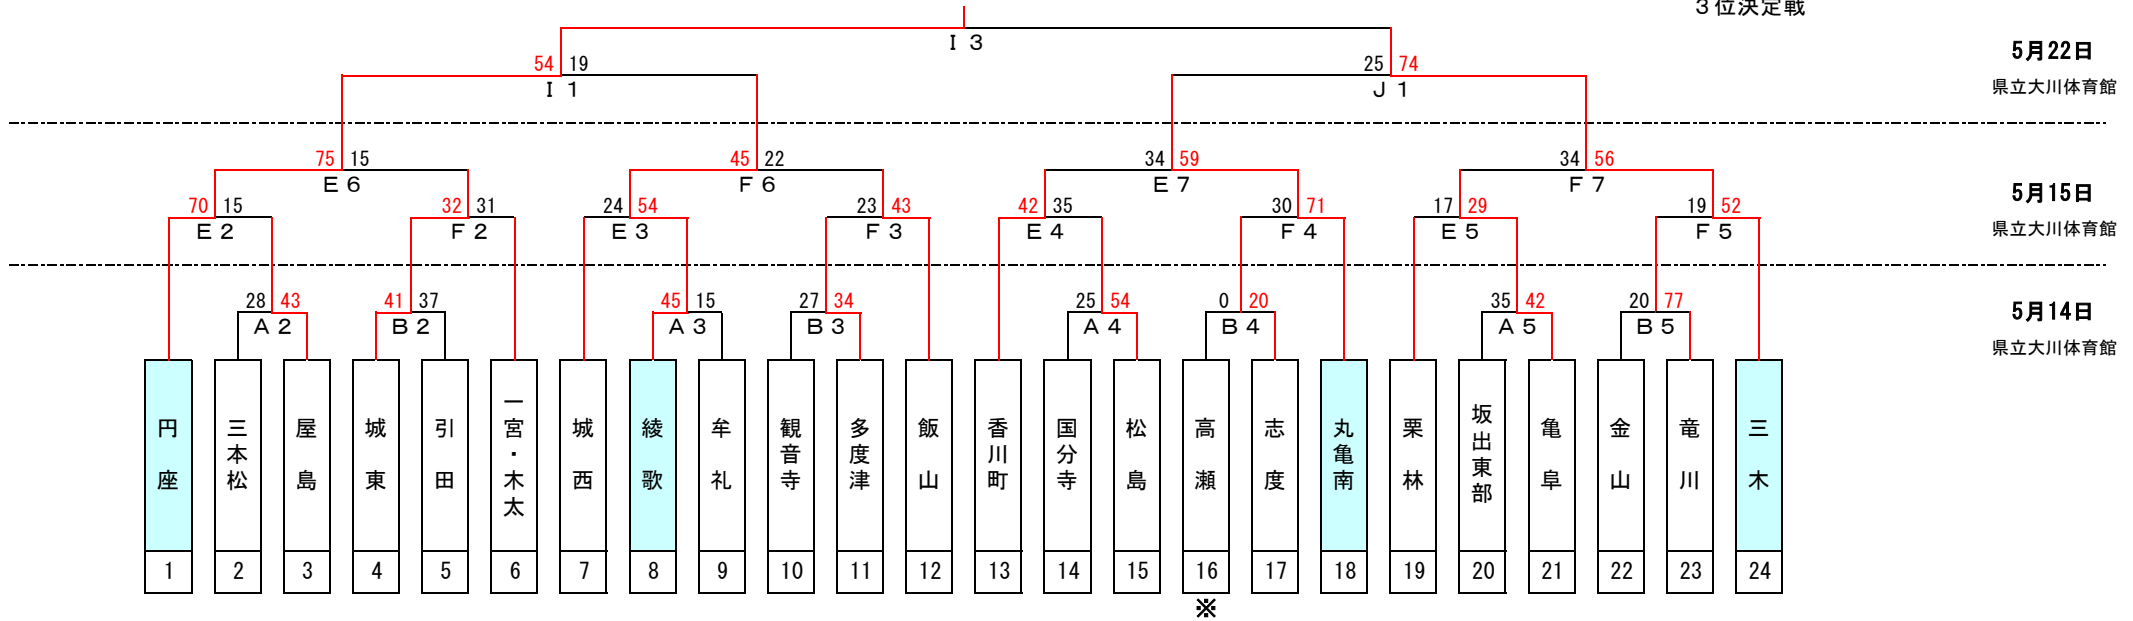 ３位決定戦
Ｉ３
5月22日
54 19 25 74
県立大川体育館
Ｉ１ Ｊ１
75 15 45 22 34 59 34 56
Ｅ６ Ｆ６ Ｅ７ Ｆ７
5月15日
70 15 32 31 24 54 23 43 42 35 30 71 17 29 19 52
県立大川体育館
Ｅ２ Ｆ２ Ｅ３ Ｆ３ Ｅ４ Ｆ４ Ｅ５ Ｆ５
28 43 41 37 45 15 27 34 25 54 0 20 35 42 20 77
5月14日
Ａ２ Ｂ２ Ａ３ Ｂ３ Ａ４ Ｂ４ Ａ５ Ｂ５
県立大川体育館
円座
三本松
屋島
城東
引田
一宮・木太
城西
綾歌
牟礼
観音寺
多度津
飯山
香川町
国分寺
松島
高瀬
志度
丸亀南
栗林
坂出東部
亀阜
金山
竜川
三木
1 2 3 4 5 6 7 8 9 10 11 12 13 14 15 16 17 18 19 20 21 22 23 24
※